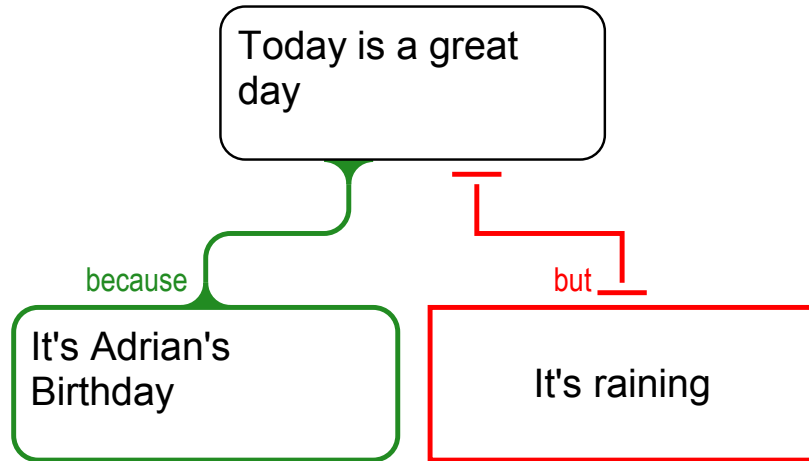 Today is a great
day
because
but
It's Adrian's
Birthday
It's raining